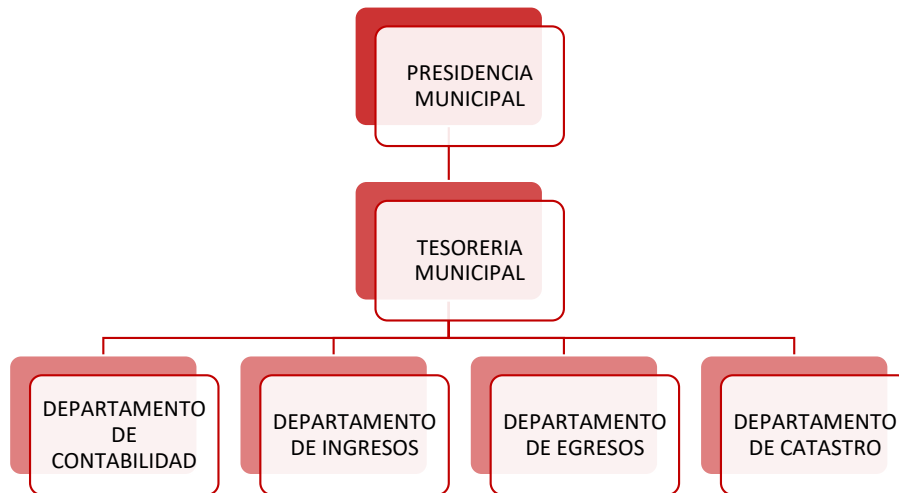 PRESIDENCIA
MUNICIPAL
TESORERIA
MUNICIPAL
DEPARTAMENTO
DE
CONTABILIDAD
DEPARTAMENTO
DE INGRESOS
DEPARTAMENTO
DE EGRESOS
DEPARTAMENTO
DE CATASTRO